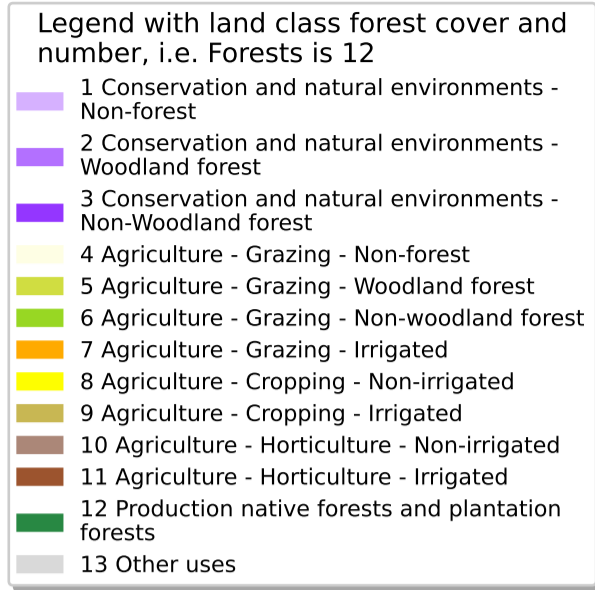 Legend with land class forest cover and
number, i.e. Forests is 12
1 Conservation and natural environments -
Non-forest
2 Conservation and natural environments -
Woodland forest
3 Conservation and natural environments -
Non-Woodland forest
4 Agriculture - Grazing - Non-forest
5 Agriculture - Grazing - Woodland forest
6 Agriculture - Grazing - Non-woodland forest
7 Agriculture - Grazing - Irrigated
8 Agriculture - Cropping - Non-irrigated
9 Agriculture - Cropping - Irrigated
10 Agriculture - Horticulture - Non-irrigated
11 Agriculture - Horticulture - Irrigated
12 Production native forests and plantation
forests
13 Other uses